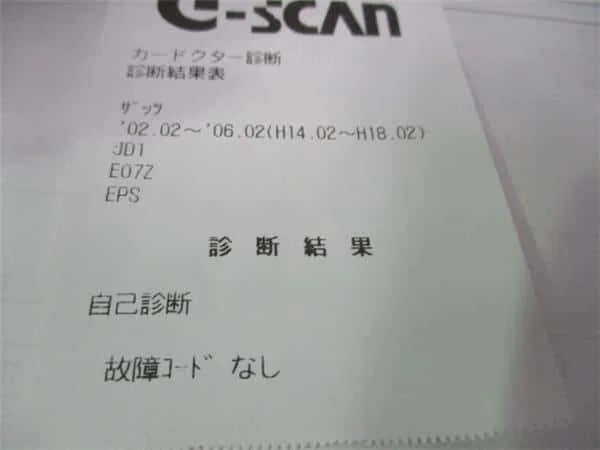 G-SCAN
カードクター診断
診断結果表
ザッツ
'02.02～'06.02(H14.02～H18.02)
JD1
E07Z
EPS
診断結果
自己診断
故障コード なし